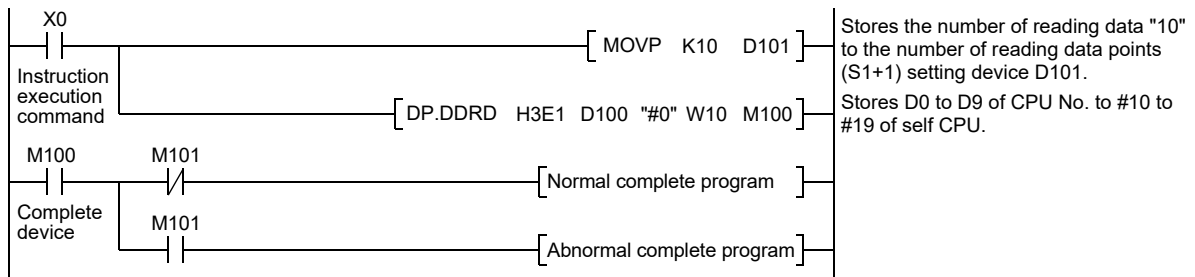 X0
MOVP K10 D101
Stores the number of reading data "10"
to the number of reading data points
(S1+1) setting device D101.
Instruction
execution
command
DP.DDRD H3E1 D100 "#0" W10 M100
Stores D0 to D9 of CPU No. to #10 to
#19 of self CPU.
M100 M101
Normal complete program
Complete
device
M101
Abnormal complete program